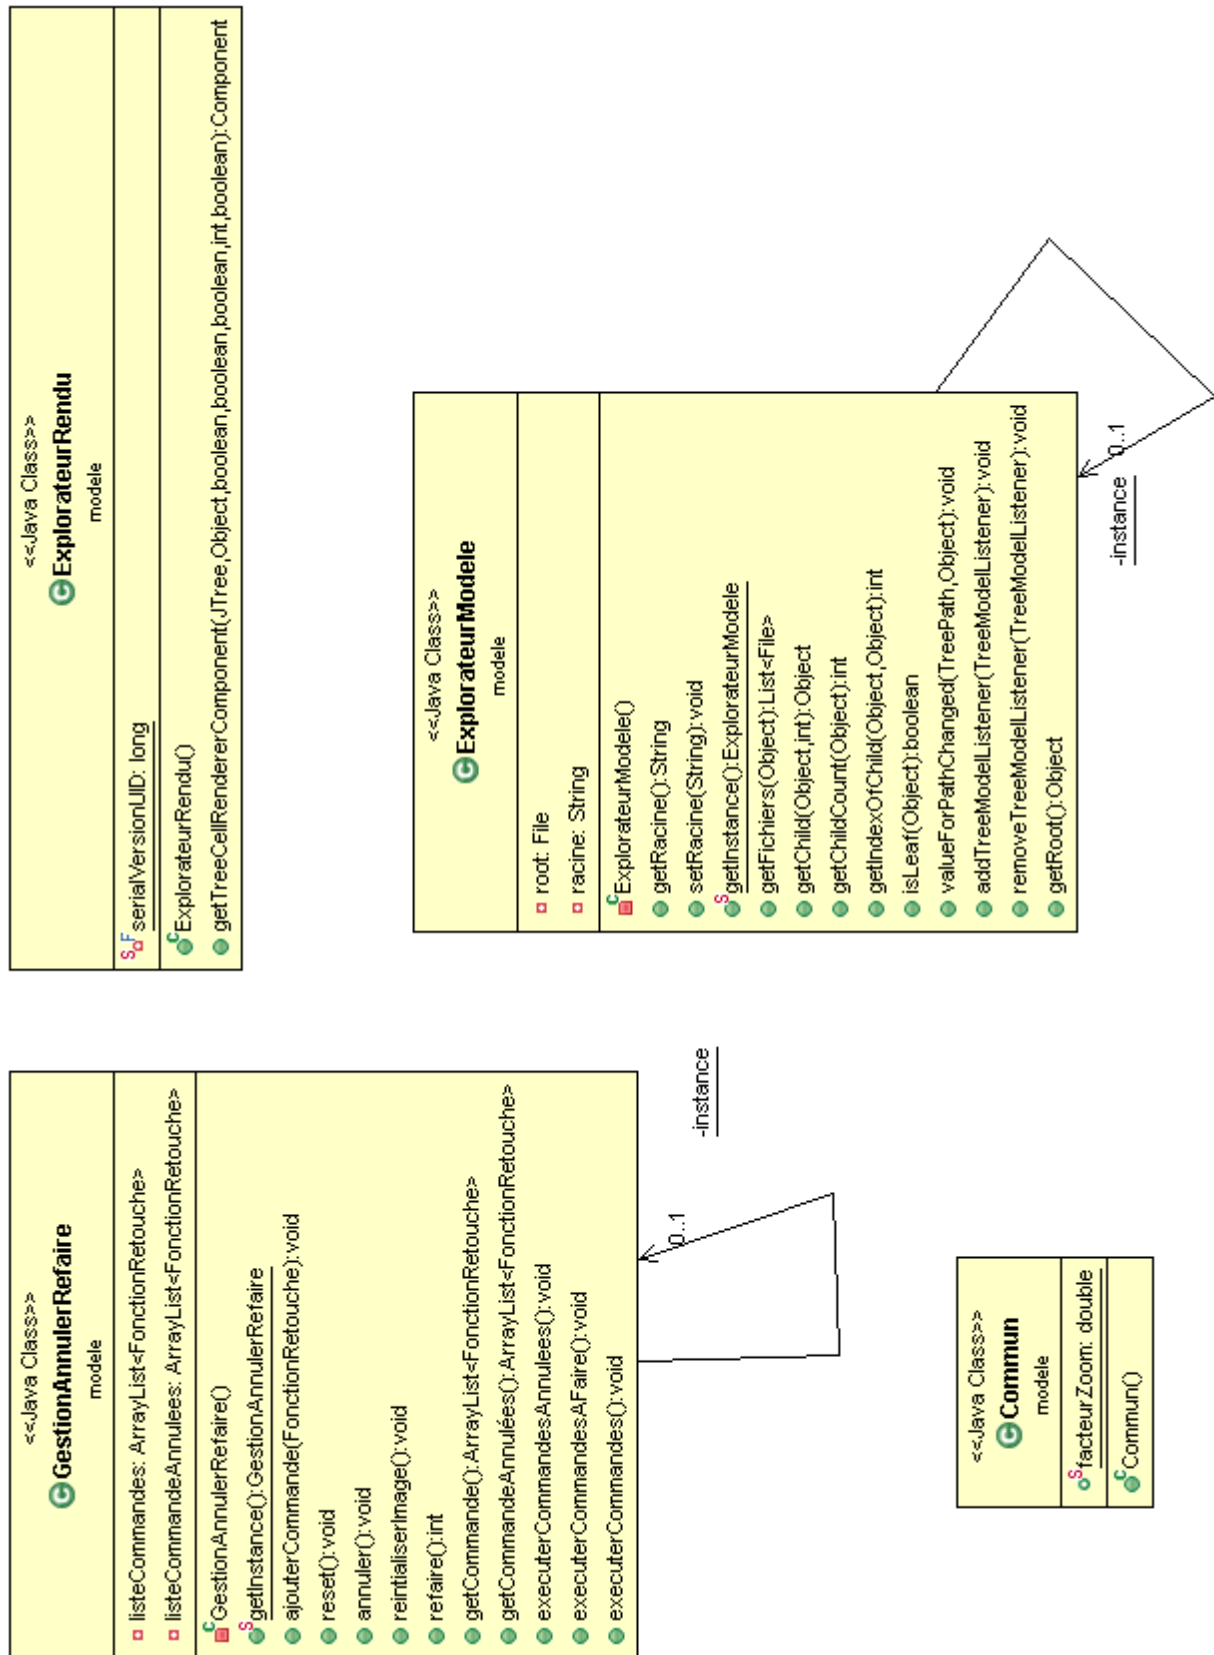 <<Java Class>>
GestionAnnulerRefaire
modele
listeCommandes: ArrayList<FonctionRetouche>
listeCommandeAnnulees: ArrayList<FonctionRetouche>
GestionAnnulerRefaire()
getInstance():GestionAnnulerRefaire
ajouterCommande(FonctionRetouche):void
reset():void
annuler():void
reintialiserImage():void
refaire():int
getCommande():ArrayList<FonctionRetouche>
getCommandeAnnulées():ArrayList<FonctionRetouche>
executerCommandesAnnulees():void
executerCommandesAFaire():void
executerCommandes():void
-instance
0..1
<<Java Class>>
Commun
modele
facteurZoom: double
Commun()
<<Java Class>>
ExplorateurRendu
modele
serialVersionUID: long
ExplorateurRendu()
getTreeCellRendererComponent(JTree,Object,boolean,boolean,boolean,int,boolean):Component
<<Java Class>>
ExplorateurModele
modele
root: File
racine: String
ExplorateurModele()
getRacine():String
setRacine(String):void
getInstance():ExplorateurModele
getFichiers(Object):List<File>
getChild(Object,int):Object
getChildCount(Object):int
getIndexOfChild(Object,Object):int
isLeaf(Object):boolean
valueForPathChanged(TreePath,Object):void
addTreeModelListener(TreeModelListener):void
removeTreeModelListener(TreeModelListener):void
getRoot():Object
-instance
0..1